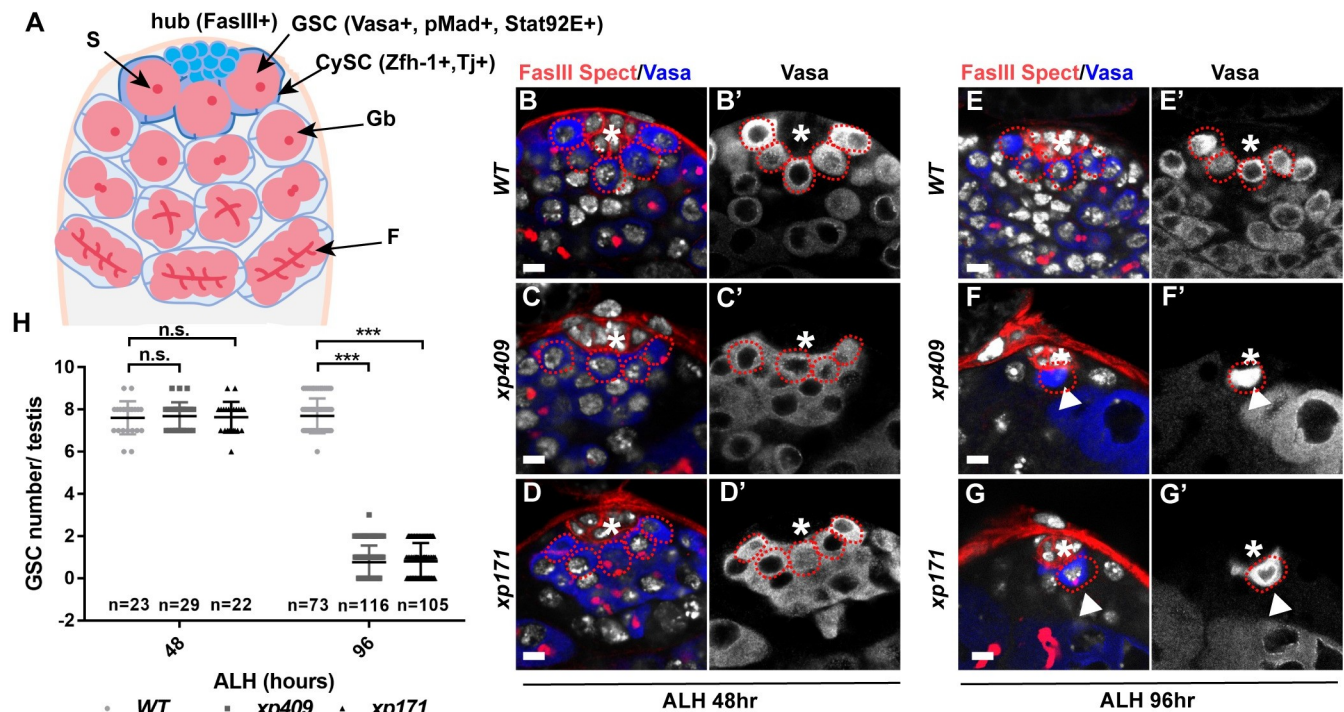 A
hub (FasIII+)
GSC (Vasa+, pMad+, Stat92E+)
S
CySC (Zfh-1+,Tj+)
Gb
F
FasIII Spect/Vasa
Vasa
FasIII Spect/Vasa
Vasa
WT
B
*
B’
*
WT
E
*
E’
*
xp409
C
*
C’
*
xp409
F
*
F’
*
xp171
D
*
D’
*
xp171
G
*
G’
*
ALH 48hr
ALH 96hr
H
n.s.
n.s.
***
***
GSC number/ testis
10
8
6
4
2
0
-2
n=23 n=29 n=22 n=73 n=116 n=105
48
96
ALH (hours)
WT xp409 xp171